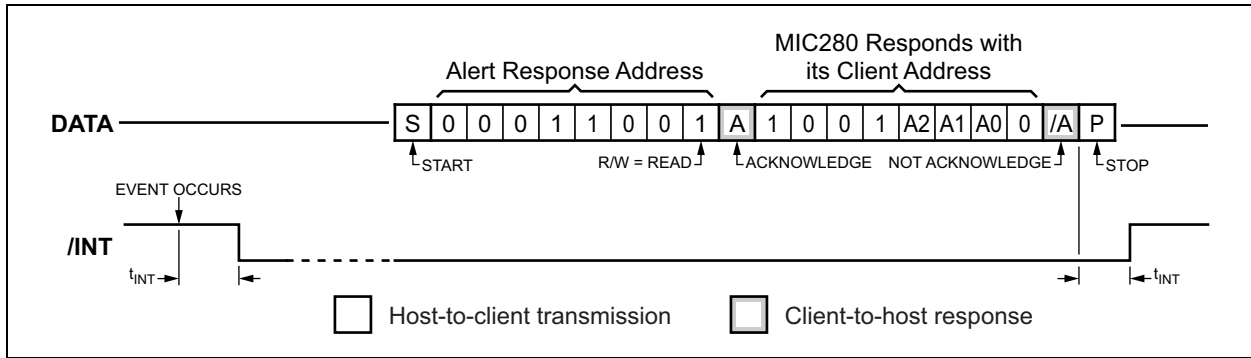 MIC280 Responds with
its Client Address
Alert Response Address
DATA S 0 0 0 1 1 0 0 1 A 1 0 0 1 A2 A1 A0 0 /A P
START R/W = READ ACKNOWLEDGE NOT ACKNOWLEDGE STOP
EVENT OCCURS
/INT
tINT tINT
Host-to-client transmission Client-to-host response